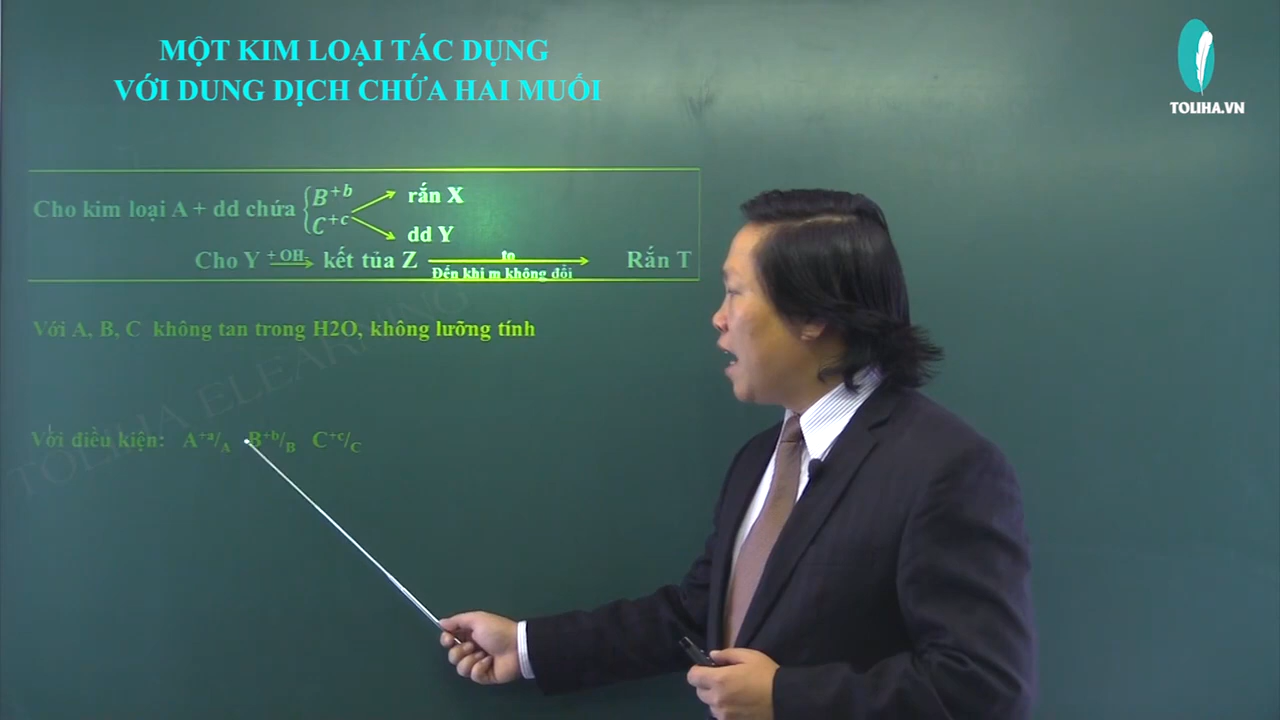 MỘT KIM LOẠI TÁC DỤNG
VỚI DUNG DỊCH CHỨA HAI MUỐI
TOLIHA.VN
Cho kim loại A + dd chứa { B^{+b} C^{+c} rắn X
dd Y
Cho Y + OH- kết tủa Z to Đến khi m không đổi Rắn T
Với A, B, C không tan trong H2O, không lưỡng tính
TOLIHA ELEARNING
Với điều kiện: A^{+a}/A B^{+b}/B C^{+c}/C